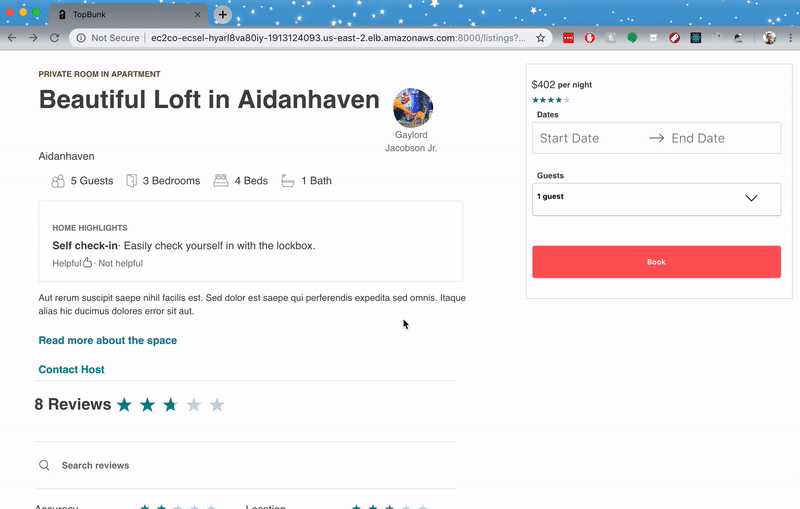 TopBunk
Not Secure | ec2co-ecsel-hyarl8va80iy-1913124093.us-east-2.elb.amazonaws.com:8000/listings?...
PRIVATE ROOM IN APARTMENT
Beautiful Loft in Aidanhaven
Gaylord
Jacobson Jr.
Aidanhaven
5 Guests 3 Bedrooms 4 Beds 1 Bath
HOME HIGHLIGHTS
Self check-in· Easily check yourself in with the lockbox.
Helpful · Not helpful
Aut rerum suscipit saepe nihil facilis est. Sed dolor est saepe qui perferendis expedita sed omnis. Itaque
alias hic ducimus dolores error sit aut.
Read more about the space
Contact Host
8 Reviews
Search reviews
Accuracy Location
$402 per night
Dates
Start Date → End Date
Guests
1 guest
Book